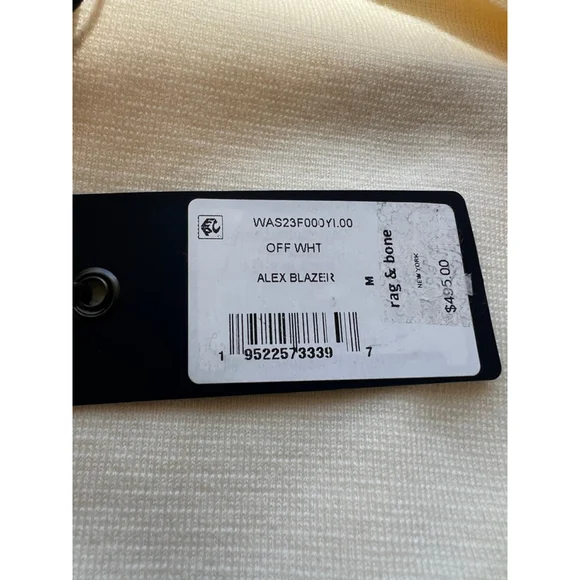 WAS23F000YI.00
OFF WHT
ALEX BLAZER
M
rag & bone
NEW YORK
$495.00
1 9522573339 7